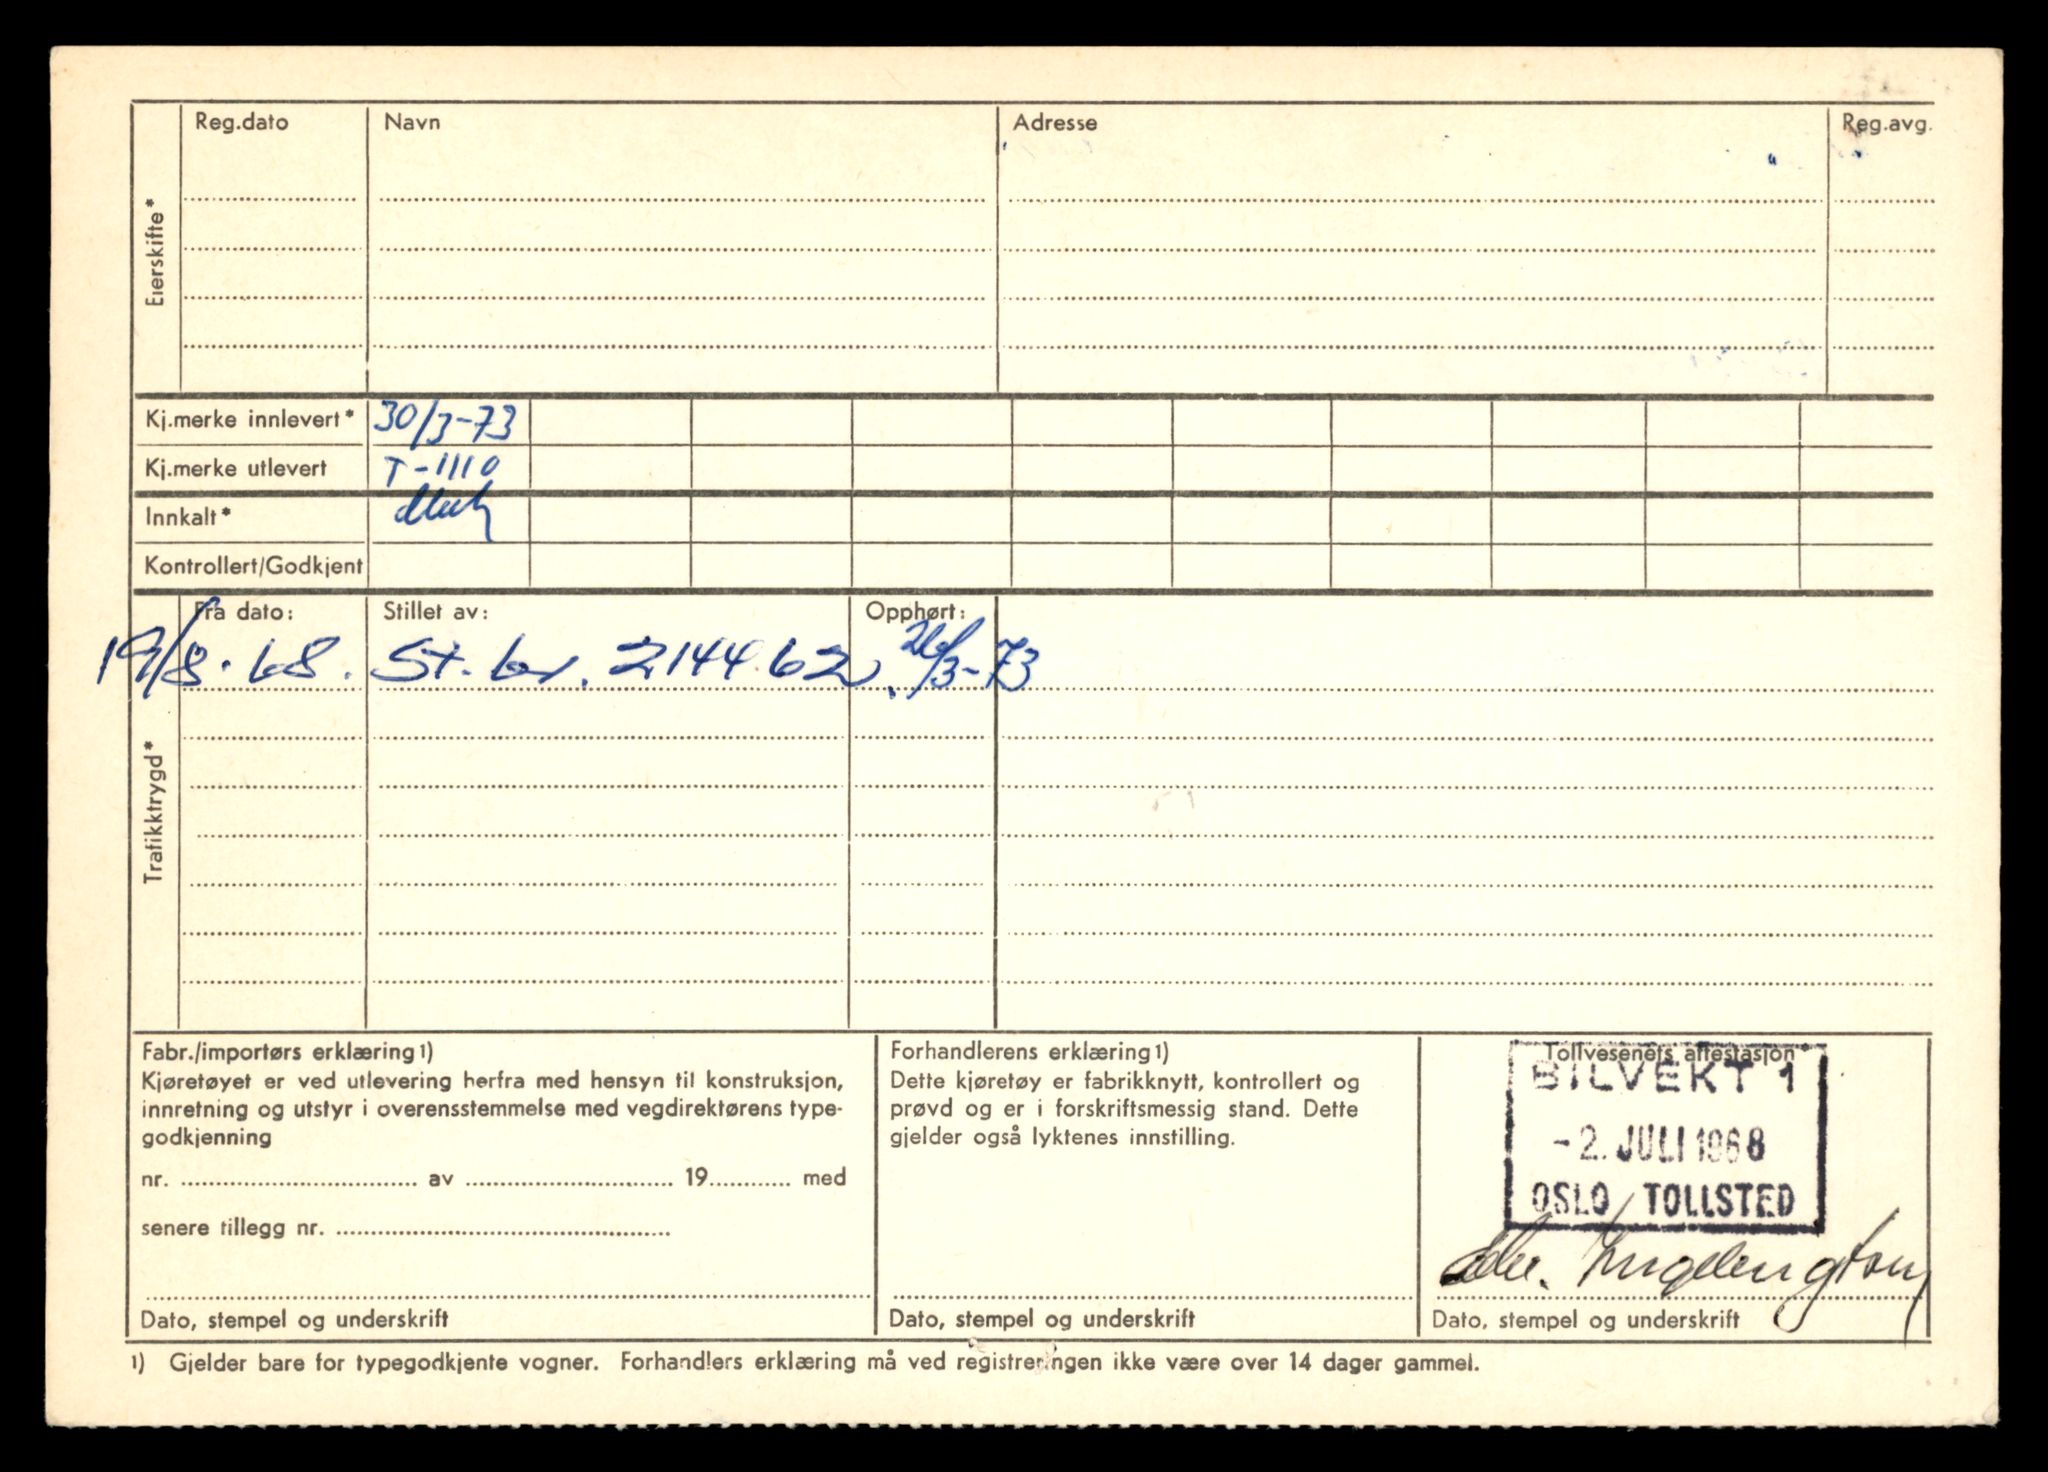 Reg.dato Navn Adresse Reg.avg.
Eierskifte*
Kj.merke innlevert* 30/3-73
Kj.merke utlevert T-1110
Innkalt*
Kontrollert/Godkjent
Fra dato: Stillet av: Opphørt:
19/8.68. St. br. 214462. 26/3-73
Trafikktrygd*
Fabr./importørs erklæring1)
Kjøretøyet er ved utlevering herfra med hensyn til konstruksjon,
innretning og utstyr i overensstemmelse med vegdirektørens type-
godkjenning
nr. av 19 med
senere tillegg nr.
Dato, stempel og underskrift
Forhandlerens erklæring1)
Dette kjøretøy er fabrikknytt, kontrollert og
prøvd og er i forskriftsmessig stand. Dette
gjelder også lyktenes innstilling.
Dato, stempel og underskrift
Tollvesenets attestasjon*
BILVEKT 1
-2. JULI 1968
OSLO TOLLSTED
Dato, stempel og underskrift
1) Gjelder bare for typegodkjente vogner. Forhandlers erklæring må ved registreringen ikke være over 14 dager gammel.